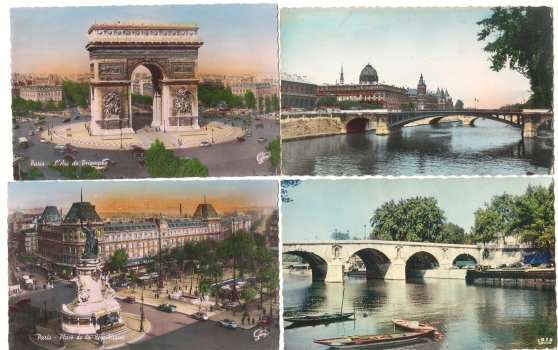 Paris - L'Arc de Triomphe
Paris - Place de la République